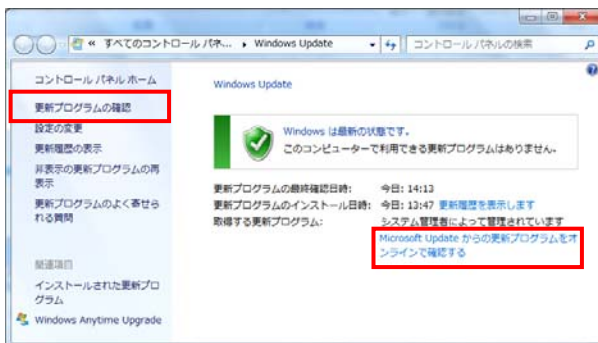 « すべてのコントロール パネ... ▸ Windows Update
コントロール パネルの検索
コントロール パネル ホーム
更新プログラムの確認
設定の変更
更新履歴の表示
非表示の更新プログラムの再
表示
更新プログラムのよく寄せら
れる質問
関連項目
インストールされた更新プロ
グラム
Windows Anytime Upgrade
Windows Update
Windows は最新の状態です。
このコンピューターで利用できる更新プログラムはありません。
更新プログラムの最終確認日時: 今日: 14:13
更新プログラムのインストール日時: 今日: 13:47 更新履歴を表示します
取得する更新プログラム: システム管理者によって管理されています
Microsoft Update からの更新プログラムをオ
ンラインで確認する